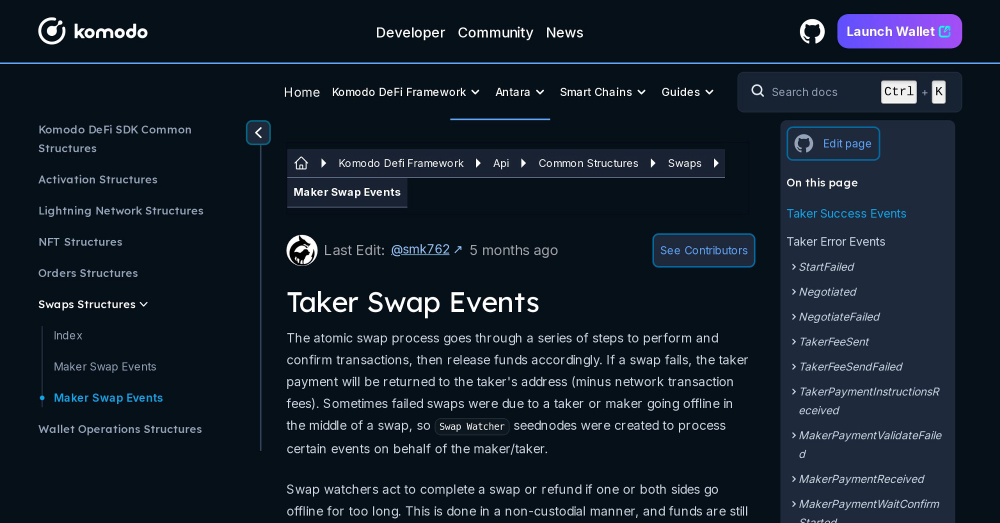 komodo
Developer Community News
Launch Wallet
Home Komodo DeFi Framework Antara Smart Chains Guides
Search docs Ctrl + K
Komodo DeFi SDK Common
Structures
Activation Structures
Lightning Network Structures
NFT Structures
Orders Structures
Swaps Structures
Index
Maker Swap Events
Maker Swap Events
Wallet Operations Structures
Komodo Defi Framework Api Common Structures Swaps
Maker Swap Events
Last Edit: @smk762 ↗ 5 months ago
See Contributors
Taker Swap Events
The atomic swap process goes through a series of steps to perform and
confirm transactions, then release funds accordingly. If a swap fails, the taker
payment will be returned to the taker's address (minus network transaction
fees). Sometimes failed swaps were due to a taker or maker going offline in
the middle of a swap, so Swap Watcher seednodes were created to process
certain events on behalf of the maker/taker.
Swap watchers act to complete a swap or refund if one or both sides go
offline for too long. This is done in a non-custodial manner, and funds are still
Edit page
On this page
Taker Success Events
Taker Error Events
StartFailed
Negotiated
NegotiateFailed
TakerFeeSent
TakerFeeSendFailed
TakerPaymentInstructionsR
eceived
MakerPaymentValidateFaile
d
MakerPaymentReceived
MakerPaymentWaitConfirm
Started